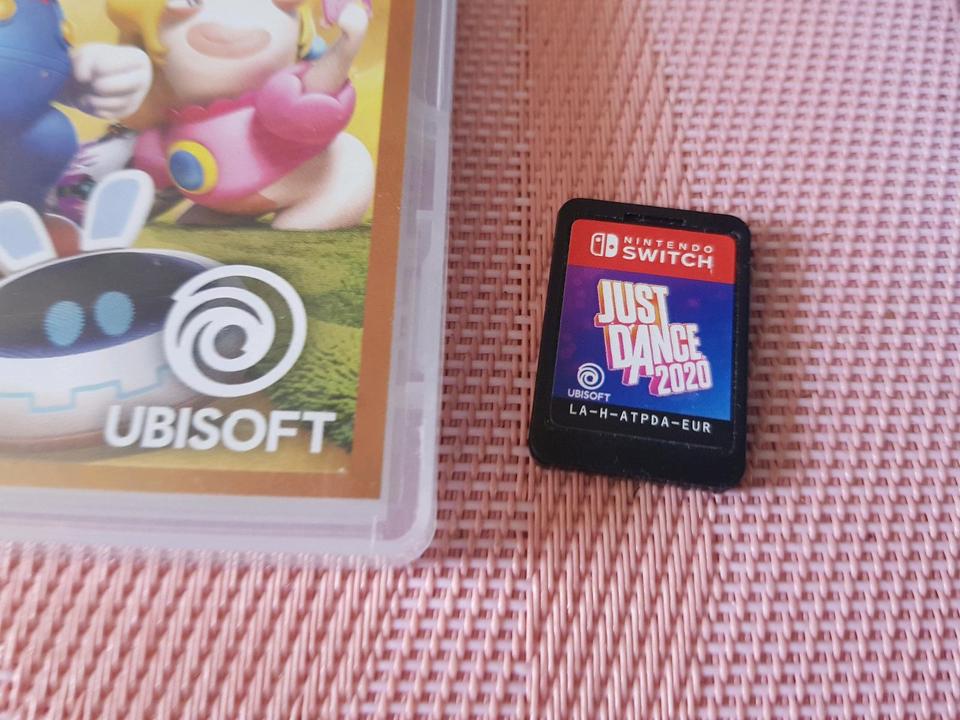 UBISOFT
NINTENDO
SWITCH
JUST
DANCE
2020
UBISOFT
LA-H-ATPDA-EUR